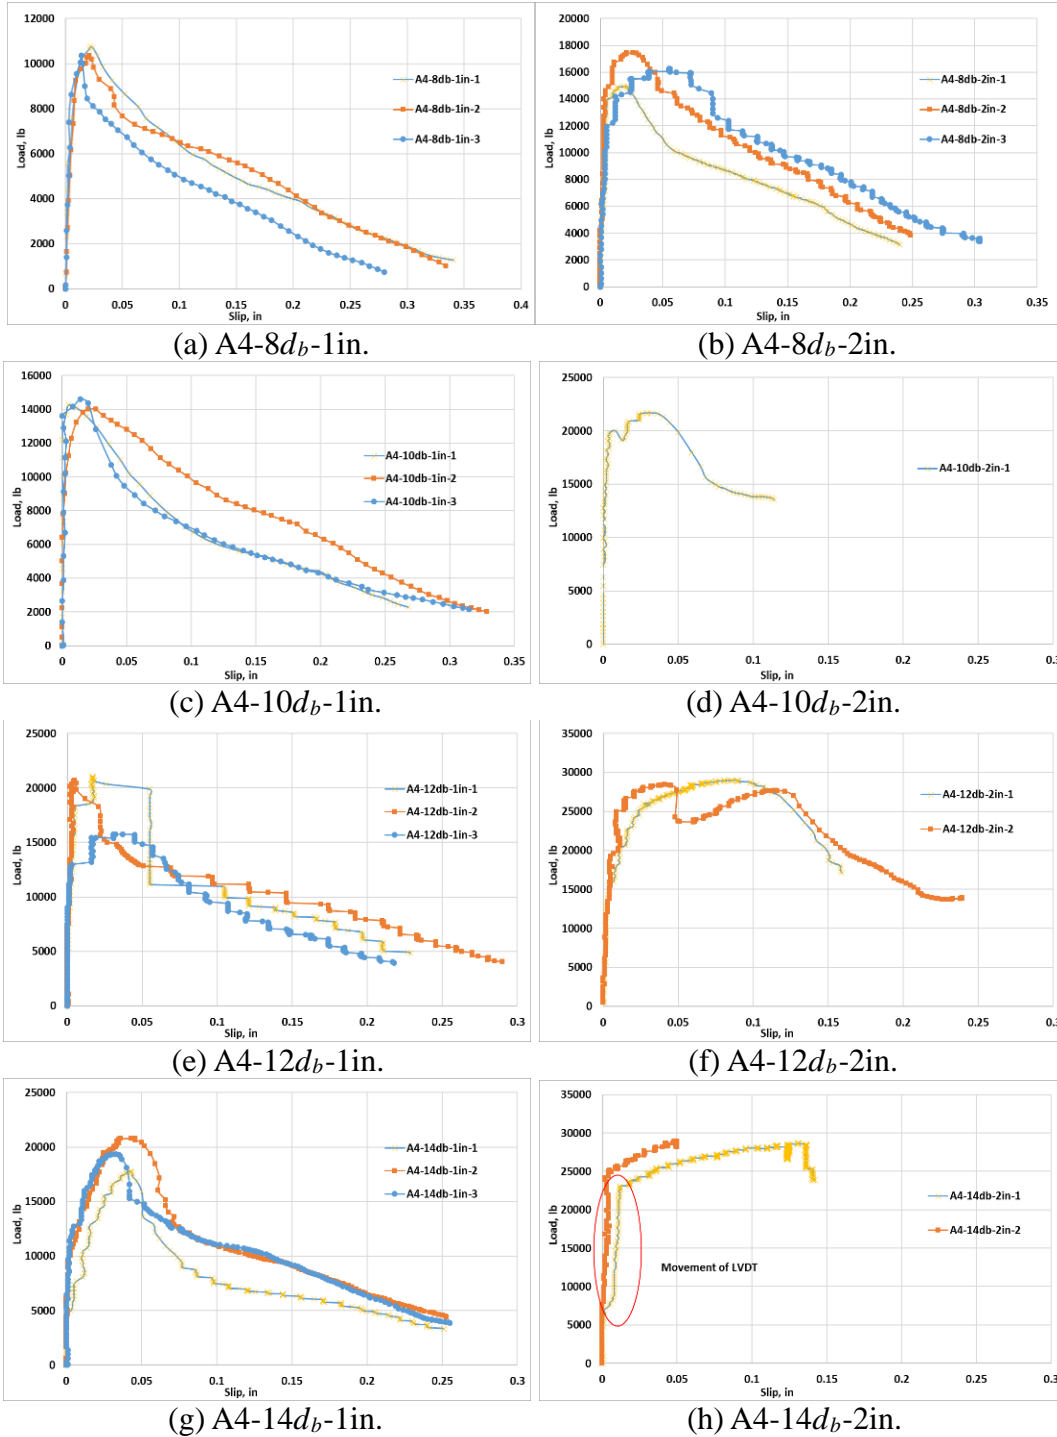 12000
10000
8000
6000
4000
2000
0
0 0.05 0.1 0.15 0.2 0.25 0.3 0.35 0.4
Load, lb
Slip, in
A4-8db-1in-1
A4-8db-1in-2
A4-8db-1in-3
(a) A4-8db-1in.
20000
18000
16000
14000
12000
10000
8000
6000
4000
2000
0
0 0.05 0.1 0.15 0.2 0.25 0.3 0.35
Load, lb
Slip, in
A4-8db-2in-1
A4-8db-2in-2
A4-8db-2in-3
(b) A4-8db-2in.
16000
14000
12000
10000
8000
6000
4000
2000
0
0 0.05 0.1 0.15 0.2 0.25 0.3 0.35
Load, lb
Slip, in
A4-10db-1in-1
A4-10db-1in-2
A4-10db-1in-3
(c) A4-10db-1in.
25000
20000
15000
10000
5000
0
0 0.05 0.1 0.15 0.2 0.25 0.3
Load, lb
Slip, in
A4-10db-2in-1
(d) A4-10db-2in.
25000
20000
15000
10000
5000
0
0 0.05 0.1 0.15 0.2 0.25 0.3
Load, lb
Slip, in
A4-12db-1in-1
A4-12db-1in-2
A4-12db-1in-3
(e) A4-12db-1in.
35000
30000
25000
20000
15000
10000
5000
0
0 0.05 0.1 0.15 0.2 0.25 0.3
Load, lb
Slip, in
A4-12db-2in-1
A4-12db-2in-2
(f) A4-12db-2in.
25000
20000
15000
10000
5000
0
0 0.05 0.1 0.15 0.2 0.25 0.3
Load, lb
Slip, in
A4-14db-1in-1
A4-14db-1in-2
A4-14db-1in-3
(g) A4-14db-1in.
35000
30000
25000
20000
15000
10000
5000
0
0 0.05 0.1 0.15 0.2 0.25 0.3
Load, lb
Slip, in
A4-14db-2in-1
A4-14db-2in-2
Movement of LVDT
(h) A4-14db-2in.